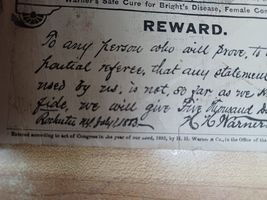 Warner's Safe Cure for Bright's Disease, Female Com
REWARD.
To any person who will prove, to
partial referee, that any statement
used by us, is not, so far as we
fide, we will give Five Thousand
Rochester NY July 1883. H. H. Warner
Entered according to act of Congress in the year of our Lord, 1883, by H. H. Warner & Co., in the Office of the